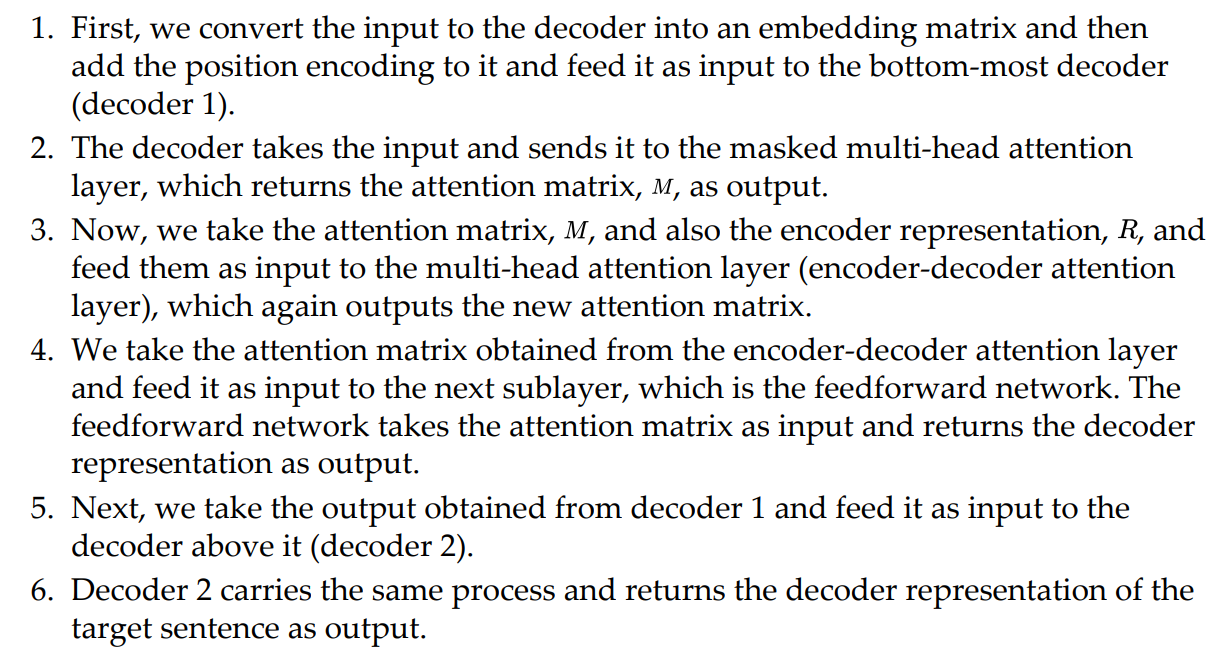 1. First, we convert the input to the decoder into an embedding matrix and then
add the position encoding to it and feed it as input to the bottom-most decoder
(decoder 1).
2. The decoder takes the input and sends it to the masked multi-head attention
layer, which returns the attention matrix, M, as output.
3. Now, we take the attention matrix, M, and also the encoder representation, R, and
feed them as input to the multi-head attention layer (encoder-decoder attention
layer), which again outputs the new attention matrix.
4. We take the attention matrix obtained from the encoder-decoder attention layer
and feed it as input to the next sublayer, which is the feedforward network. The
feedforward network takes the attention matrix as input and returns the decoder
representation as output.
5. Next, we take the output obtained from decoder 1 and feed it as input to the
decoder above it (decoder 2).
6. Decoder 2 carries the same process and returns the decoder representation of the
target sentence as output.